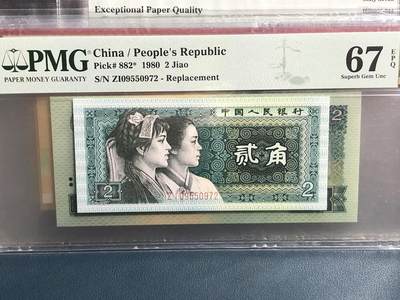 Exceptional Paper Quality
PMG
PAPER MONEY GUARANTY
China / People's Republic
Pick# 882* 1980 2 Jiao
S/N ZI09550972 - Replacement
67 EPQ
Superb Gem Unc
中国人民银行
贰角
2
2
ZI09550972
2